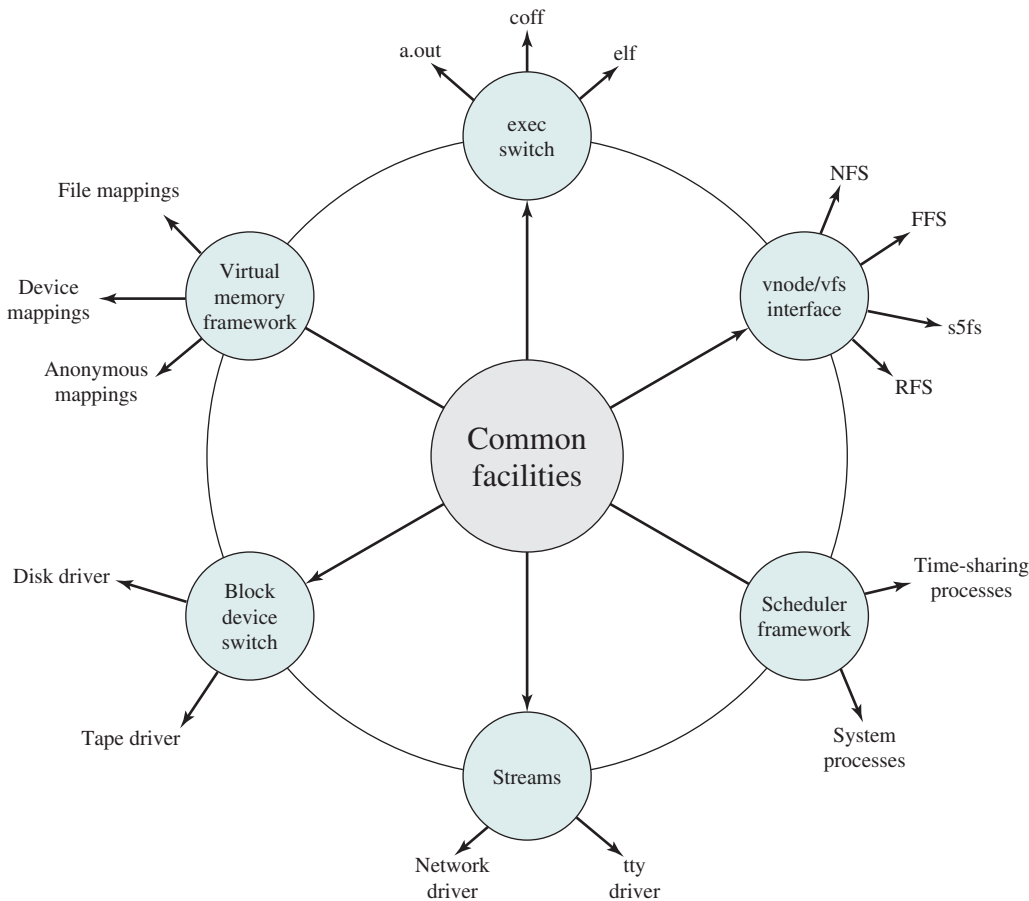 coff
a.out
elf
exec
switch
File mappings
NFS
FFS
Virtual
memory
framework
vnode/vfs
interface
Device
mappings
s5fs
Anonymous
mappings
RFS
Common
facilities
Disk driver
Block
device
switch
Scheduler
framework
Time-sharing
processes
Tape driver
System
processes
Streams
Network
driver
tty
driver